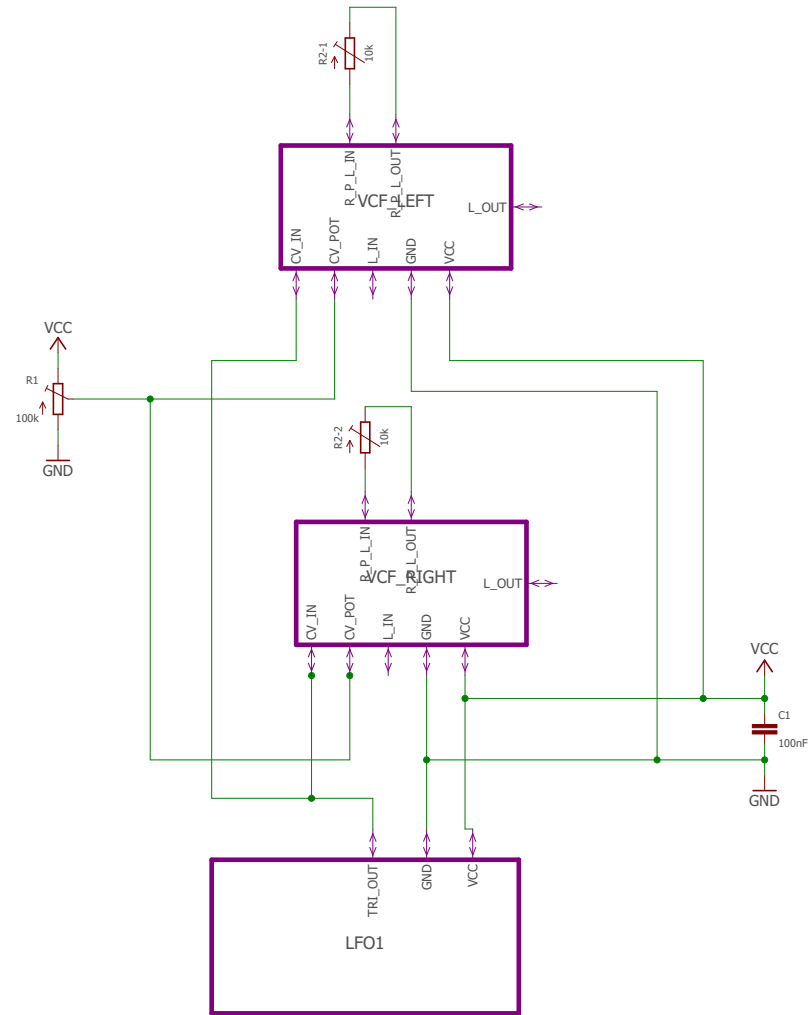 R2-1
10k
R_P_L_IN
R_P_L_OUT
VCF_LEFT
L_OUT
CV_IN
CV_POT
L_IN
GND
VCC
VCC
R1
100k
GND
R2-2
10k
R_P_L_IN
R_P_L_OUT
VCF_RIGHT
L_OUT
CV_IN
CV_POT
L_IN
GND
VCC
VCC
C1
100nF
GND
TRI_OUT
GND
VCC
LFO1